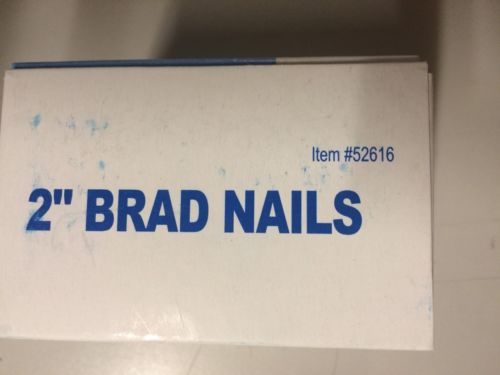 Item #52616
2" BRAD NAILS